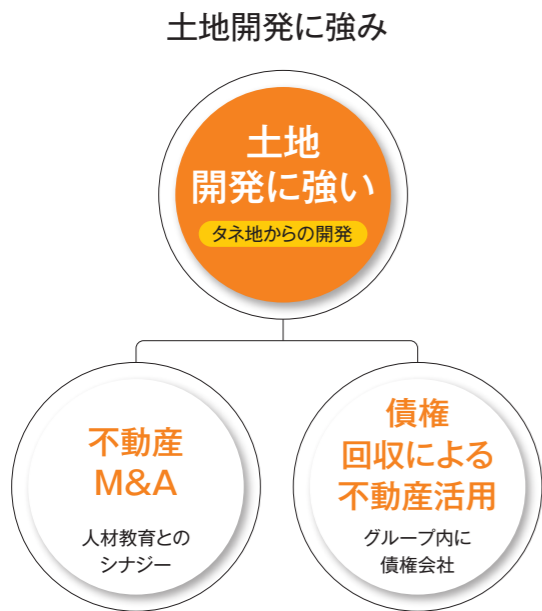 土地開発に強み
土地
開発に強い
タネ地からの開発
不動産
M&A
人材教育との
シナジー
債権
回収による
不動産活用
グループ内に
債権会社